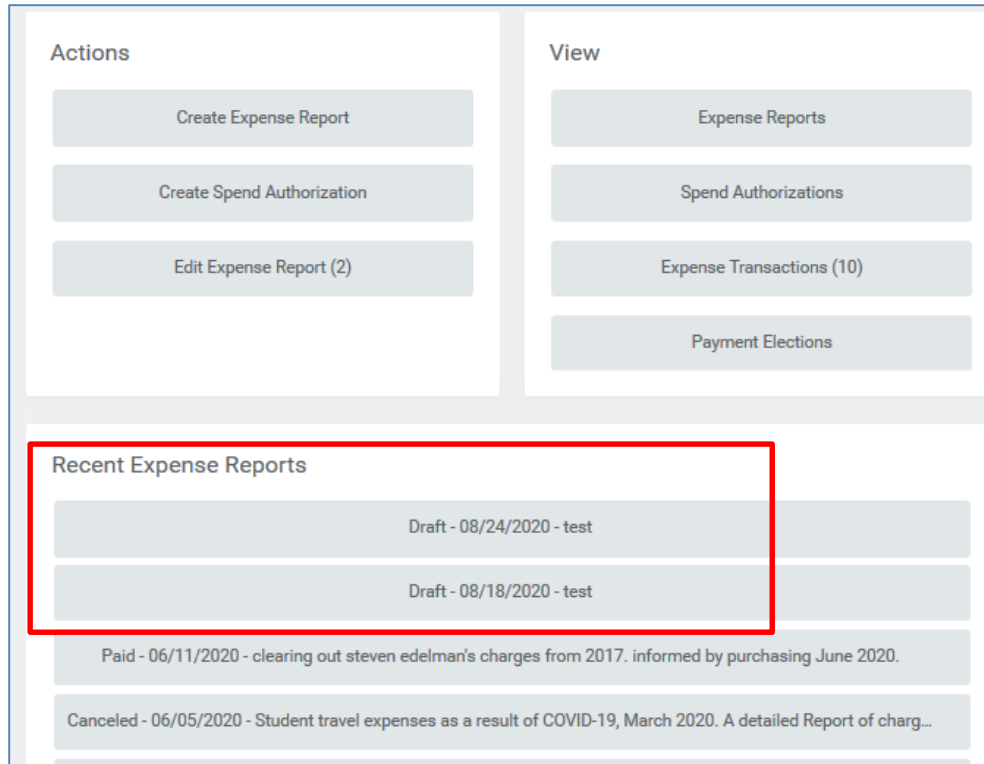 Actions
Create Expense Report
Create Spend Authorization
Edit Expense Report (2)
View
Expense Reports
Spend Authorizations
Expense Transactions (10)
Payment Elections
Recent Expense Reports
Draft - 08/24/2020 - test
Draft - 08/18/2020 - test
Paid - 06/11/2020 - clearing out steven edelman's charges from 2017. informed by purchasing June 2020.
Canceled - 06/05/2020 - Student travel expenses as a result of COVID-19, March 2020. A detailed Report of charg...